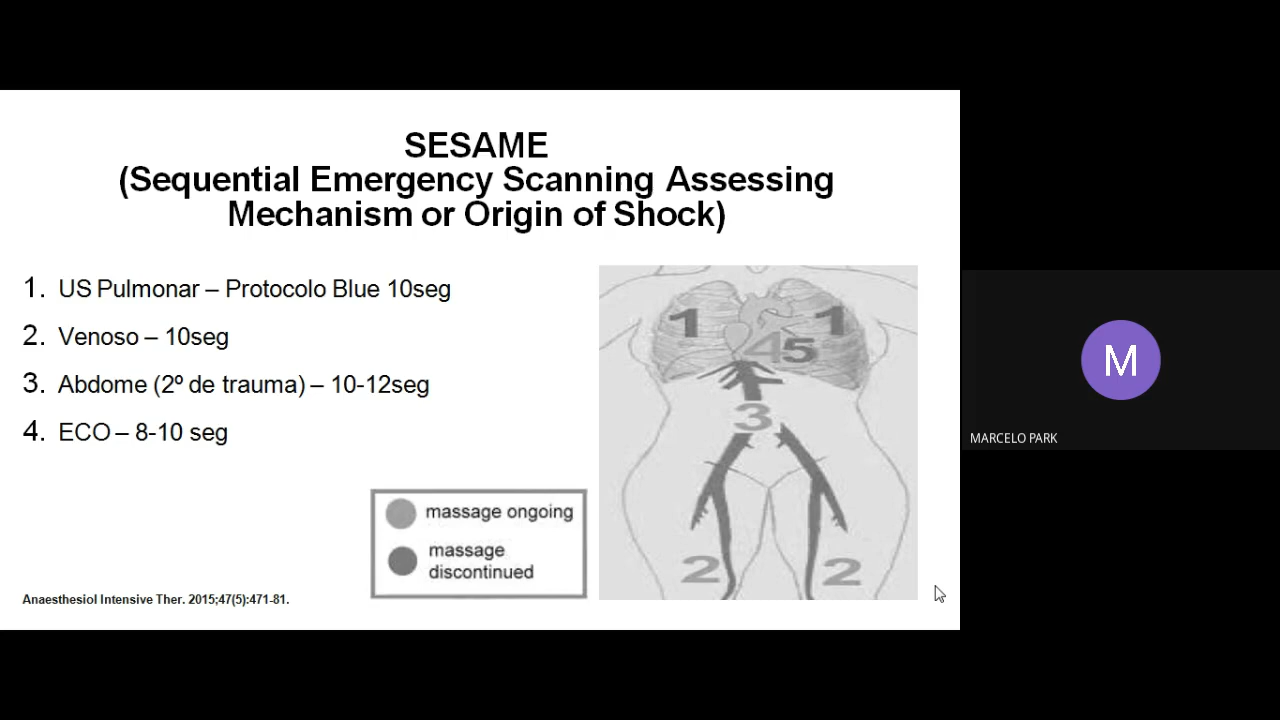 SESAME
(Sequential Emergency Scanning Assessing
Mechanism or Origin of Shock)
1. US Pulmonar – Protocolo Blue 10seg
2. Venoso – 10seg
3. Abdome (2º de trauma) – 10-12seg
4. ECO – 8-10 seg
1
1
4
5
3
2
2
massage ongoing
massage
discontinued
Anaesthesiol Intensive Ther. 2015;47(5):471-81.
M
MARCELO PARK